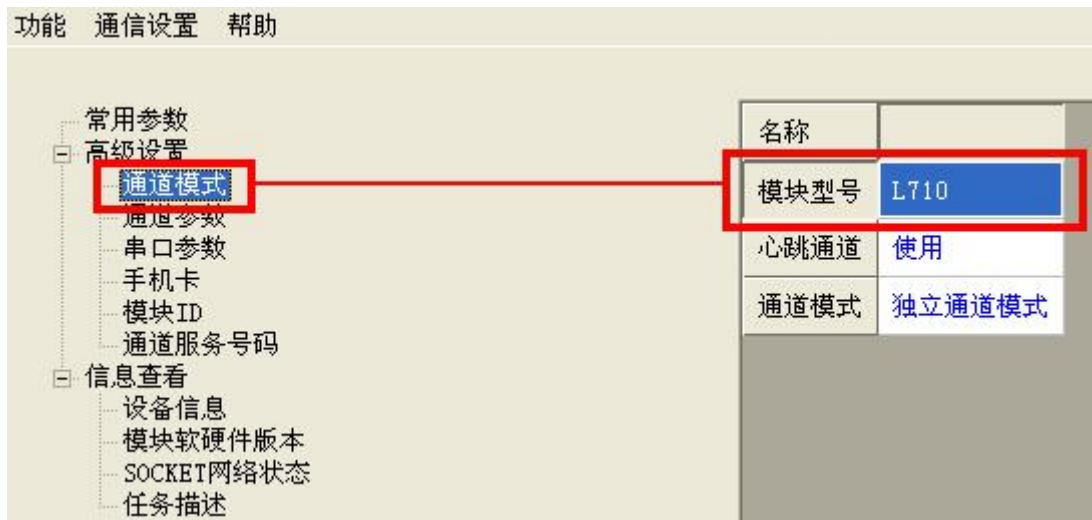 功能 通信设置 帮助
常用参数
高级设置
通道模式
通道参数
串口参数
手机卡
模块ID
通道服务号码
信息查看
设备信息
模块软硬件版本
SOCKET网络状态
任务描述
名称
模块型号 L710
心跳通道 使用
通道模式 独立通道模式